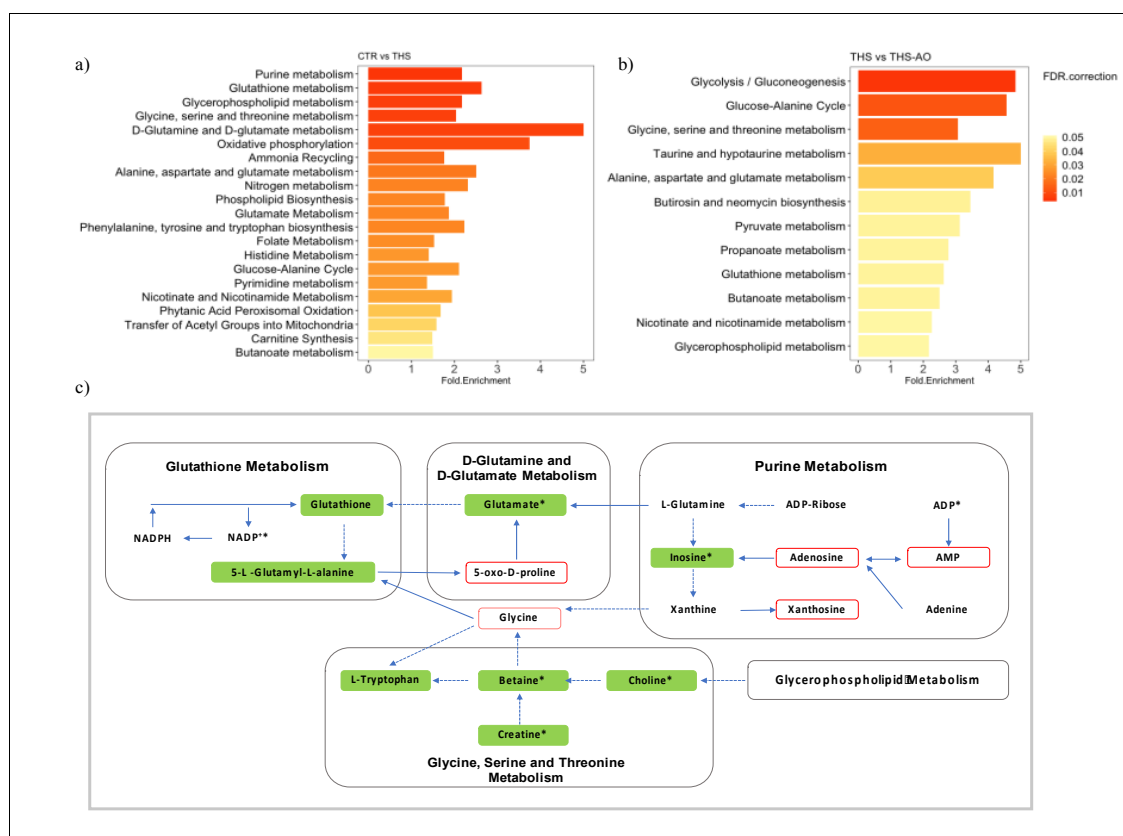 a)
CTR vs THS
Purine metabolism
Glutathione metabolism
Glycerophospholipid metabolism
Glycine, serine and threonine metabolism
D-Glutamine and D-glutamate metabolism
Oxidative phosphorylation
Ammonia Recycling
Alanine, aspartate and glutamate metabolism
Nitrogen metabolism
Phospholipid Biosynthesis
Glutamate Metabolism
Phenylalanine, tyrosine and tryptophan biosynthesis
Folate Metabolism
Histidine Metabolism
Glucose-Alanine Cycle
Pyrimidine metabolism
Nicotinate and Nicotinamide Metabolism
Phytanic Acid Peroxisomal Oxidation
Transfer of Acetyl Groups into Mitochondria
Carnitine Synthesis
Butanoate metabolism
0 1 2 3 4 5
Fold.Enrichment
b)
THS vs THS-AO
Glycolysis / Gluconeogenesis
Glucose-Alanine Cycle
Glycine, serine and threonine metabolism
Taurine and hypotaurine metabolism
Alanine, aspartate and glutamate metabolism
Butirosin and neomycin biosynthesis
Pyruvate metabolism
Propanoate metabolism
Glutathione metabolism
Butanoate metabolism
Nicotinate and nicotinamide metabolism
Glycerophospholipid metabolism
0 1 2 3 4 5
Fold.Enrichment
FDR.correction
0.05
0.04
0.03
0.02
0.01
c)
Glutathione Metabolism
Glutathione
NADPH
NADP⁺*
5-L -Glutamyl-L-alanine
D-Glutamine and
D-Glutamate Metabolism
Glutamate*
5-oxo-D-proline
Purine Metabolism
L-Glutamine
ADP-Ribose
ADP*
Inosine*
Adenosine
AMP
Xanthine
Xanthosine
Adenine
Glycine
L-Tryptophan
Betaine*
Choline*
Glycerophospholipid Metabolism
Creatine*
Glycine, Serine and Threonine
Metabolism